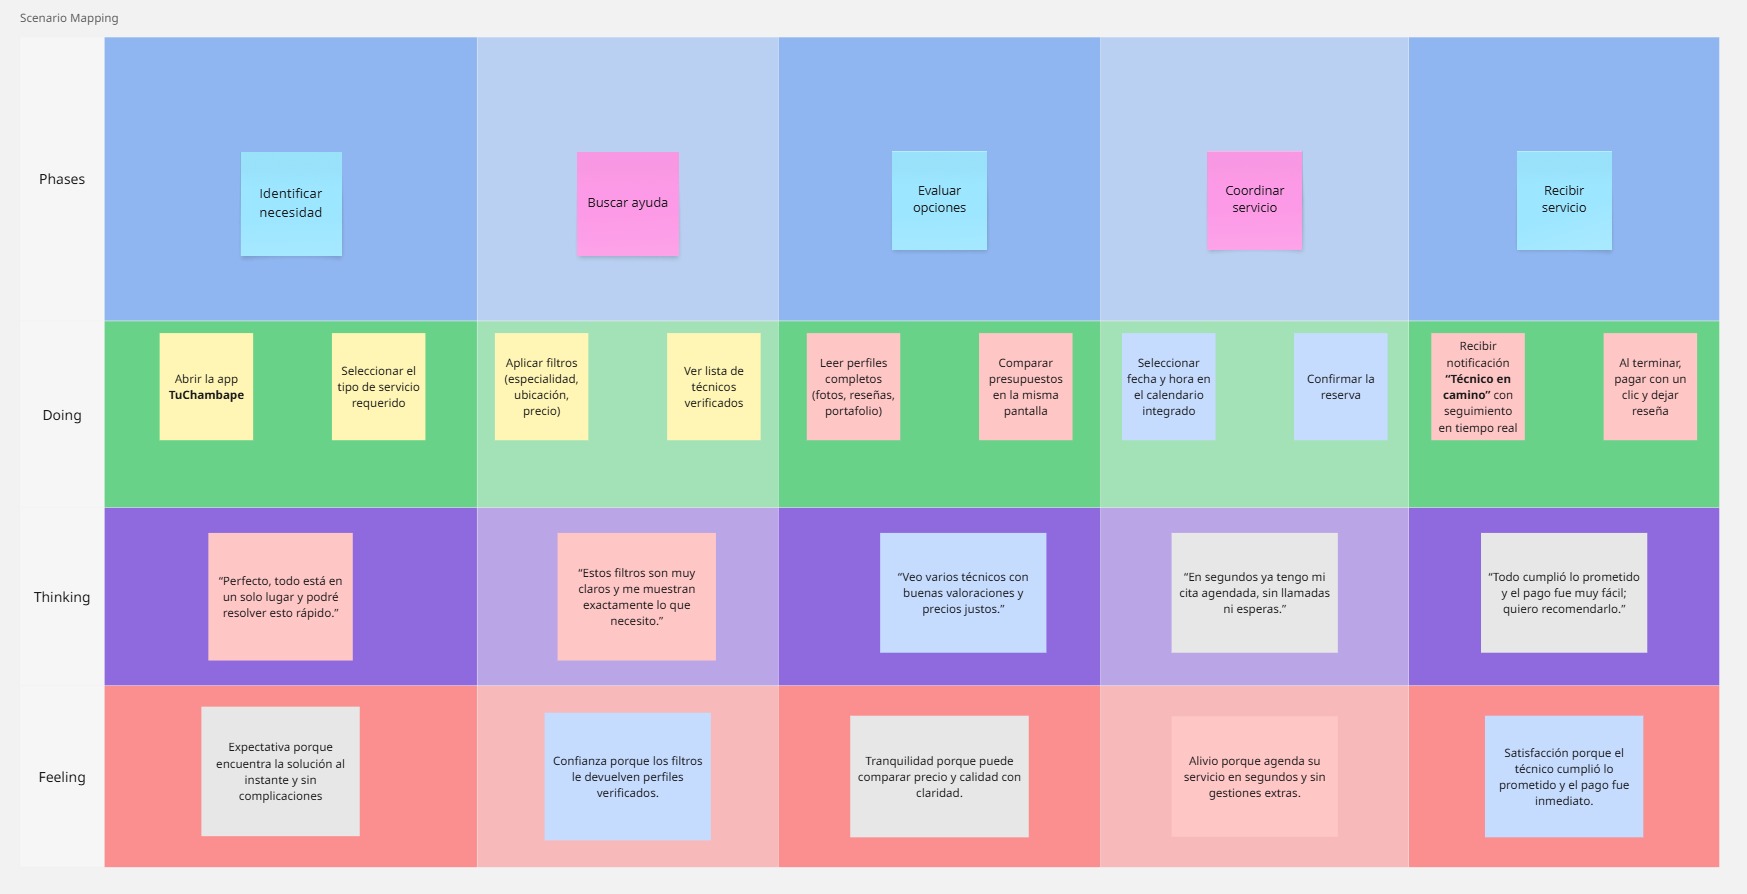 Scenario Mapping
Phases
Identificar
necesidad
Buscar ayuda
Evaluar
opciones
Coordinar
servicio
Recibir
servicio
Doing
Abrir la app
TuChambape
Seleccionar el
tipo de servicio
requerido
Aplicar filtros
(especialidad,
ubicación,
precio)
Ver lista de
técnicos
verificados
Leer perfiles
completos
(fotos, reseñas,
portafolio)
Comparar
presupuestos
en la misma
pantalla
Seleccionar
fecha y hora en
el calendario
integrado
Confirmar la
reserva
Recibir
notificación
“Técnico en
camino” con
seguimiento
en tiempo real
Al terminar,
pagar con un
clic y dejar
reseña
Thinking
“Perfecto, todo está en
un solo lugar y podré
resolver esto rápido.”
“Estos filtros son muy
claros y me muestran
exactamente lo que
necesito.”
“Veo varios técnicos con
buenas valoraciones y
precios justos.”
“En segundos ya tengo mi
cita agendada, sin llamadas
ni esperas.”
“Todo cumplió lo prometido
y el pago fue muy fácil;
quiero recomendarlo.”
Feeling
Expectativa porque
encuentra la solución al
instante y sin
complicaciones
Confianza porque los filtros
le devuelven perfiles
verificados.
Tranquilidad porque puede
comparar precio y calidad con
claridad.
Alivio porque agenda su
servicio en segundos y sin
gestiones extras.
Satisfacción porque el
técnico cumplió lo
prometido y el pago fue
inmediato.